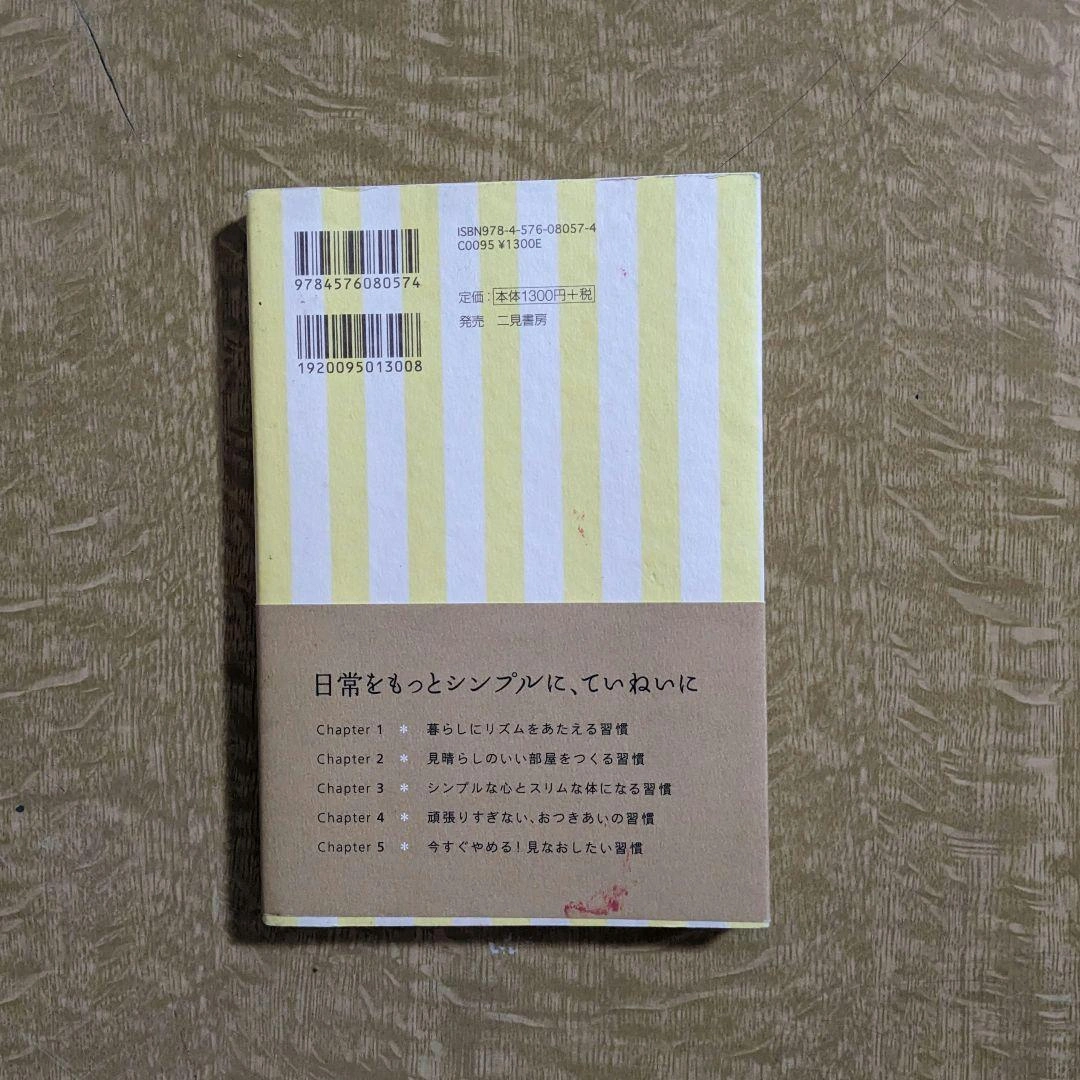 ISBN978-4-576-08057-4
C0095 ¥1300E
9784576080574
定価：本体1300円+税
発売　二見書房
1920095013008
日常をもっとシンプルに、ていねいに
Chapter 1 ＊ 暮らしにリズムをあたえる習慣
Chapter 2 ＊ 見晴らしのいい部屋をつくる習慣
Chapter 3 ＊ シンプルな心とスリムな体になる習慣
Chapter 4 ＊ 頑張りすぎない、おつきあいの習慣
Chapter 5 ＊ 今すぐやめる！見なおしたい習慣